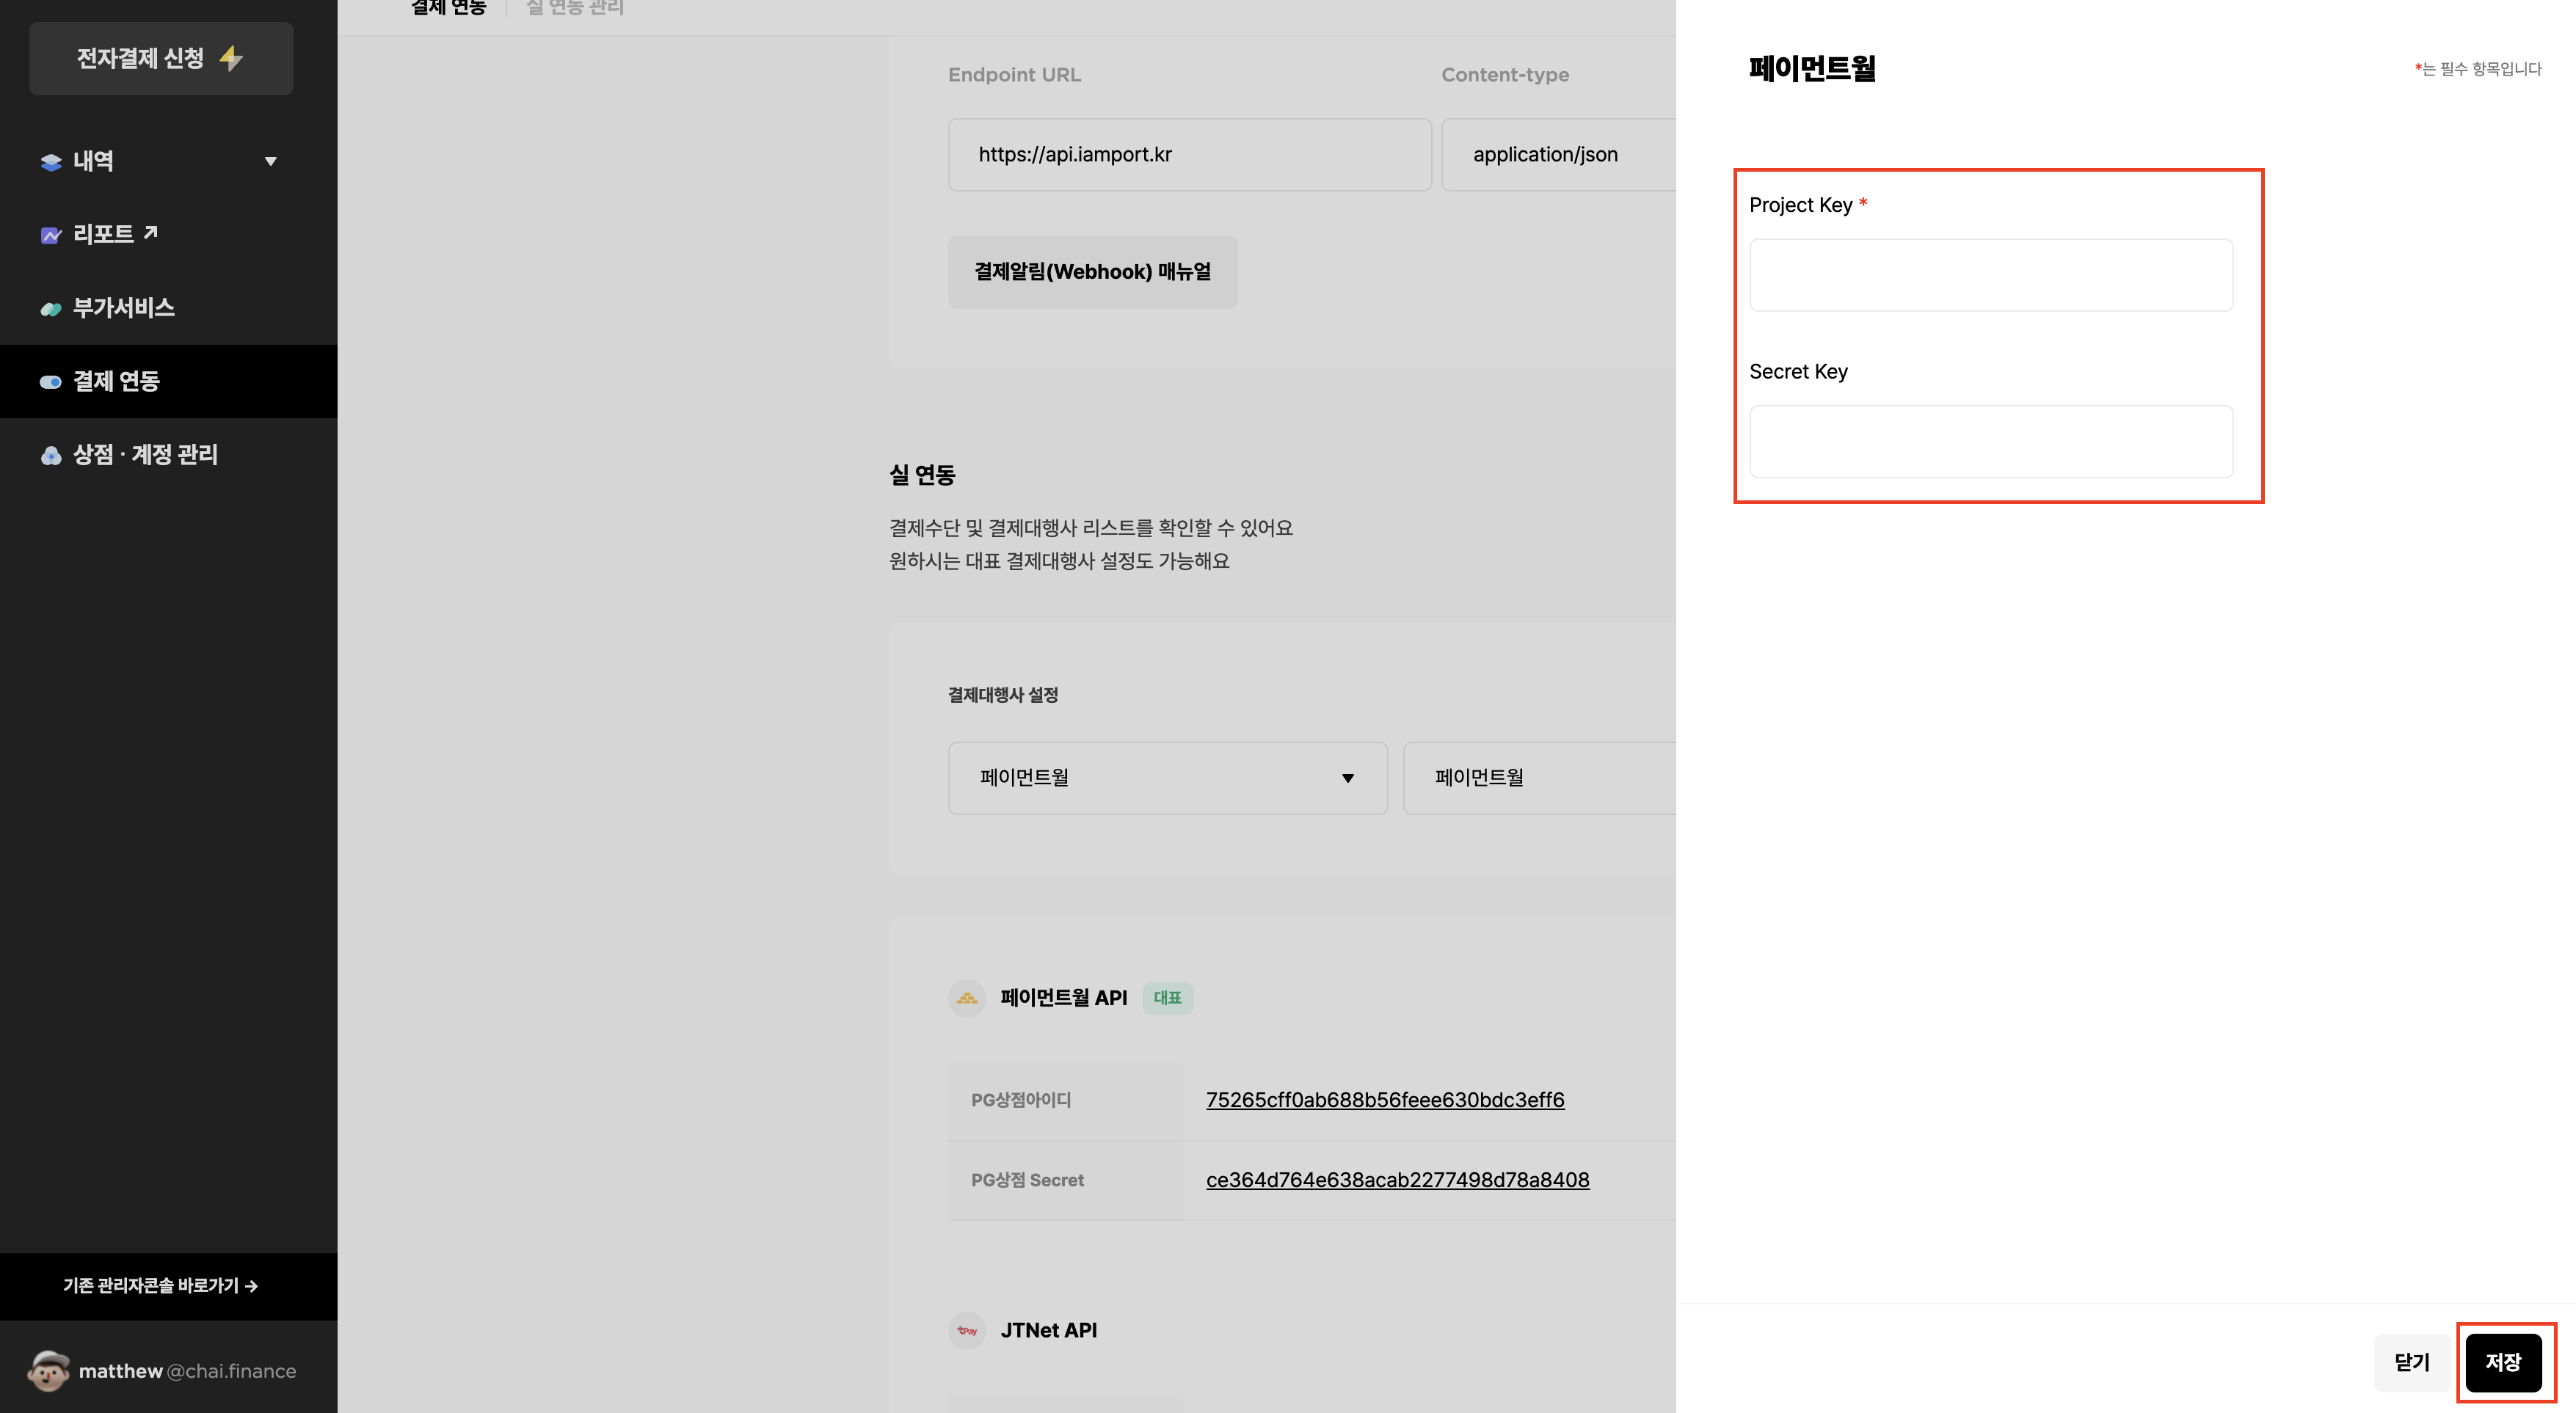 전자결제 신청
내역
리포트
부가서비스
결제 연동
상점 · 계정 관리
기존 관리자콘솔 바로가기 →
matthew @chai.finance
결제 연동
실 연동 관리
Endpoint URL
Content-type
https://api.iamport.kr
application/json
결제알림(Webhook) 매뉴얼
실 연동
결제수단 및 결제대행사 리스트를 확인할 수 있어요
원하시는 대표 결제대행사 설정도 가능해요
결제대행사 설정
페이먼트월
페이먼트월
페이먼트월 API 대표
PG상점아이디
75265cff0ab688b56feee630bdc3eff6
PG상점 Secret
ce364d764e638acab2277498d78a8408
tPay
JTNet API
페이먼트월
*는 필수 항목입니다
Project Key *
Secret Key
닫기
저장